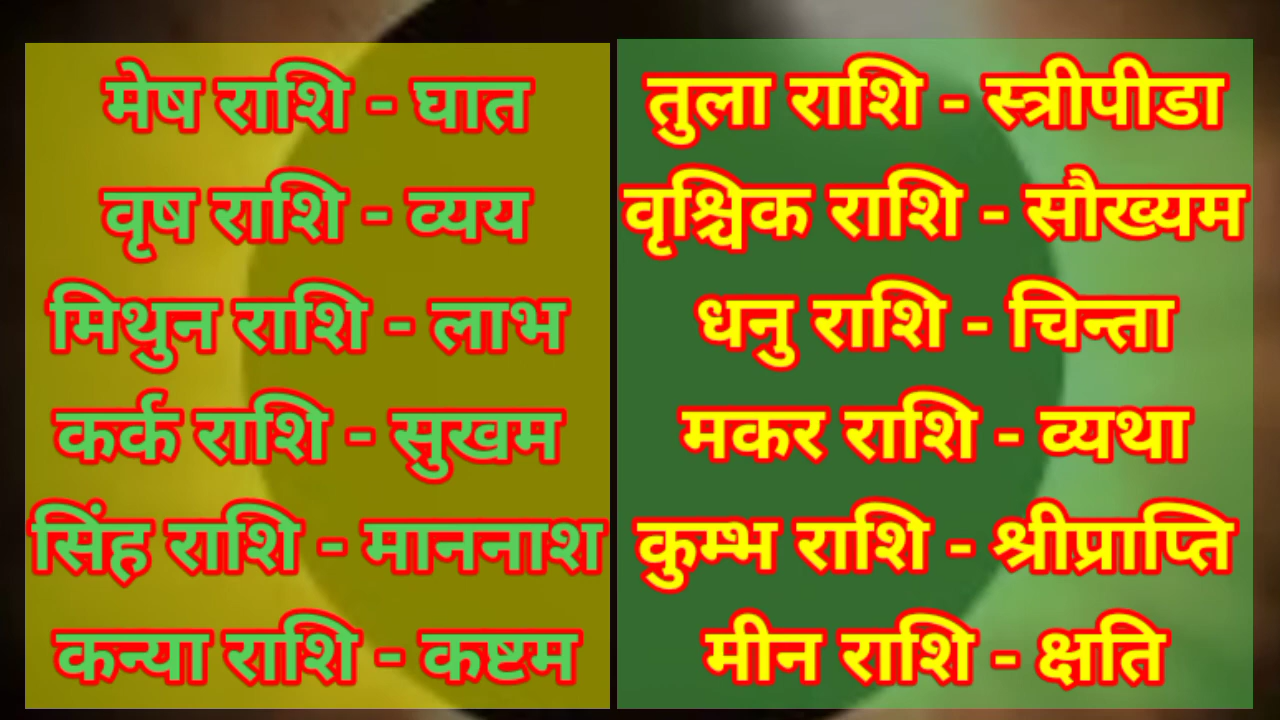 मेष राशि - घात
वृष राशि - व्यय
मिथुन राशि - लाभ
कर्क राशि - सुखम
सिंह राशि - माननाश
कन्या राशि - कष्टम
तुला राशि - स्त्रीपीडा
वृश्चिक राशि - सौख्यम
धनु राशि - चिन्ता
मकर राशि - व्यथा
कुम्भ राशि - श्रीप्राप्ति
मीन राशि - क्षति